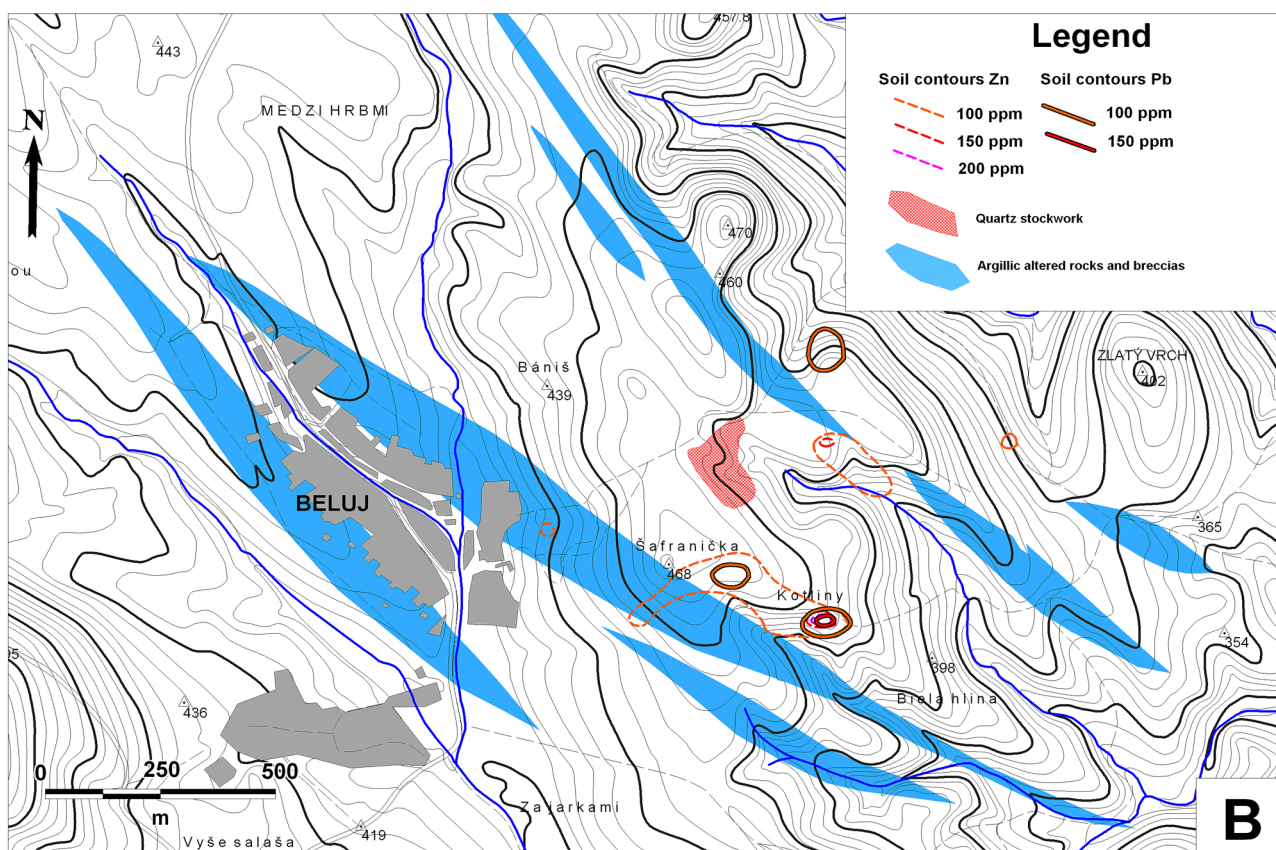 457.8
443
MEDZI HRBMI
N
Legend
Soil contours Zn
Soil contours Pb
100 ppm
150 ppm
200 ppm
100 ppm
150 ppm
Quartz stockwork
Argillic altered rocks and breccias
470
460
ou
Bániš
439
ZLATÝ VRCH
402
BELUJ
Šafranička
468
Kotliny
365
354
398
Biela hlina
436
0
250
500
m
Zajarkami
419
Vyše salaša
B